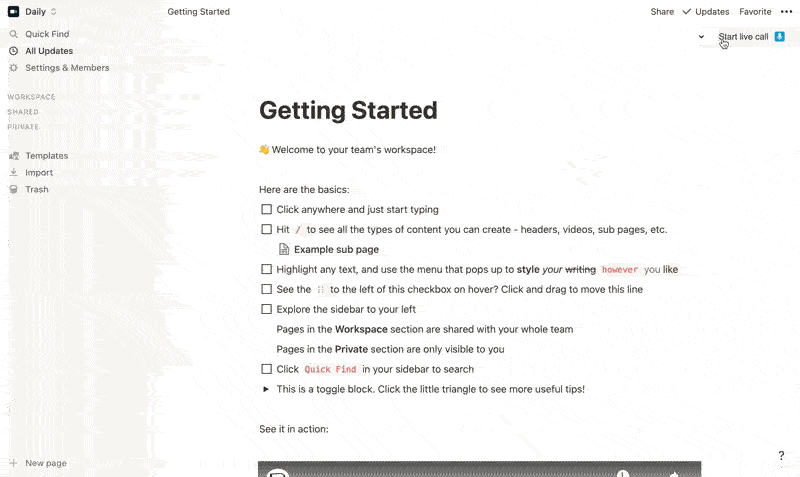 Daily
Getting Started
Share
Updates
Favorite
Quick Find
All Updates
Settings & Members
Start live call
WORKSPACE
SHARED
PRIVATE
Templates
Import
Trash
Getting Started
👋 Welcome to your team's workspace!
Here are the basics:
Click anywhere and just start typing
Hit / to see all the types of content you can create - headers, videos, sub pages, etc.
Example sub page
Highlight any text, and use the menu that pops up to style your writing however you like
See the ⋮⋮ to the left of this checkbox on hover? Click and drag to move this line
Explore the sidebar to your left
Pages in the Workspace section are shared with your whole team
Pages in the Private section are only visible to you
Click Quick Find in your sidebar to search
This is a toggle block. Click the little triangle to see more useful tips!
See it in action:
+ New page
1
?